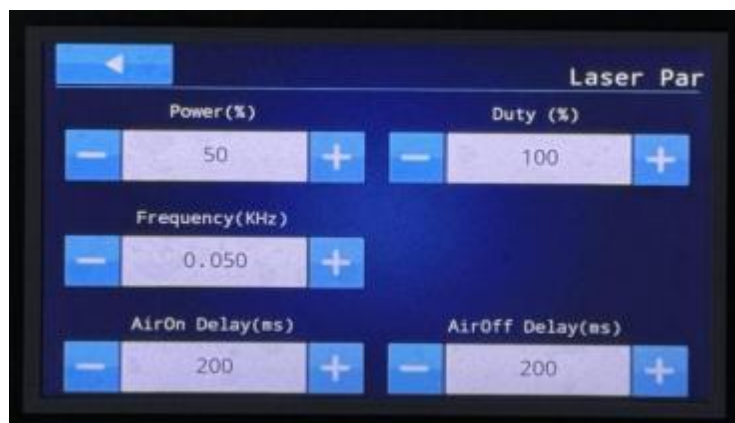 Laser Par
Power(%) Duty (%)
50 100
Frequency(KHz)
0.050
AirOn Delay(ms) AirOff Delay(ms)
200 200